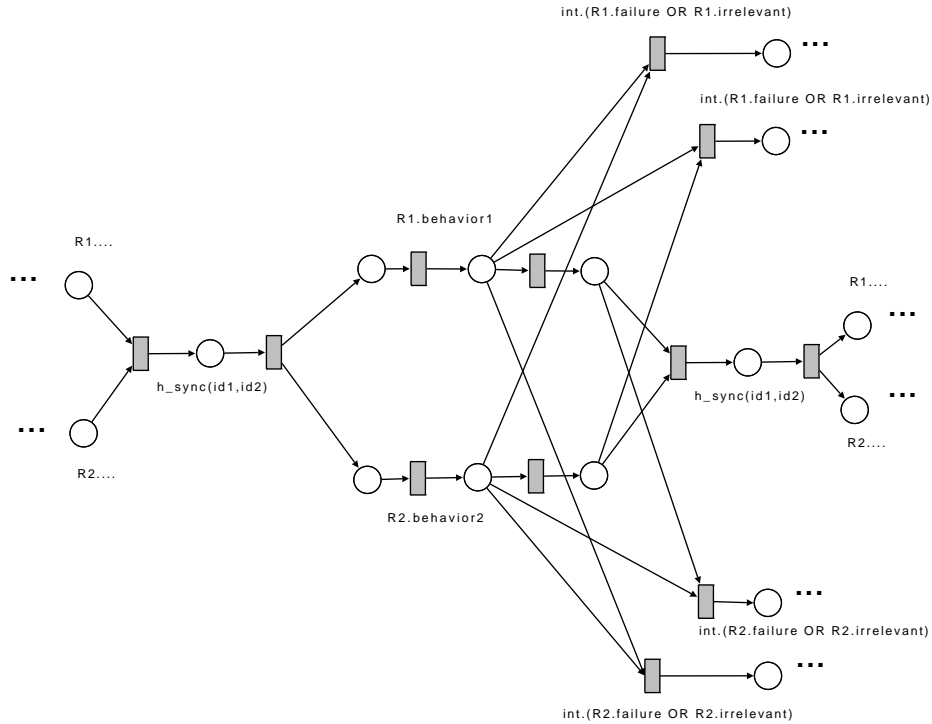 int.(R1.failure OR R1.irrelevant)
...
int.(R1.failure OR R1.irrelevant)
...
R1.behavior1
R1....
...
R1....
...
h_sync(id1,id2)
h_sync(id1,id2)
...
...
R2....
R2....
R2.behavior2
...
int.(R2.failure OR R2.irrelevant)
...
int.(R2.failure OR R2.irrelevant)